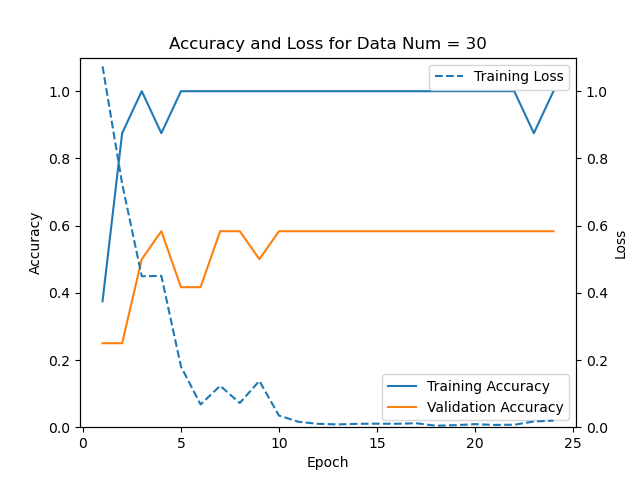 Accuracy and Loss for Data Num = 30
Training Loss
1.0
0.8
0.6
0.4
0.2
0.0
Accuracy
1.0
0.8
0.6
0.4
0.2
0.0
Loss
Training Accuracy
Validation Accuracy
0
5
10
15
20
25
Epoch